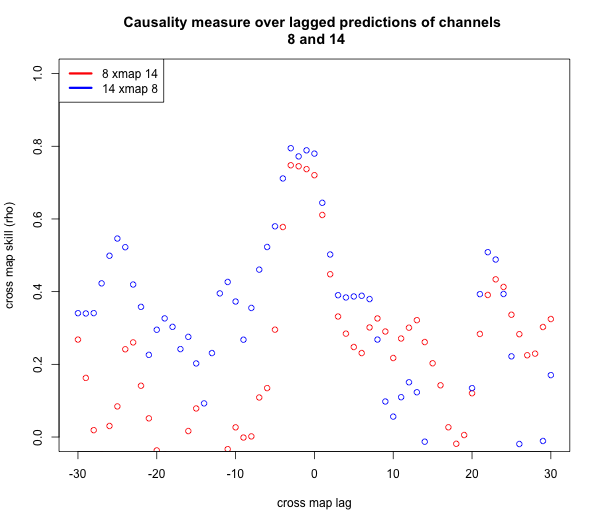 Causality measure over lagged predictions of channels
8 and 14
8 xmap 14
14 xmap 8
1.0
0.8
0.6
0.4
0.2
0.0
cross map skill (rho)
-30 -20 -10 0 10 20 30
cross map lag